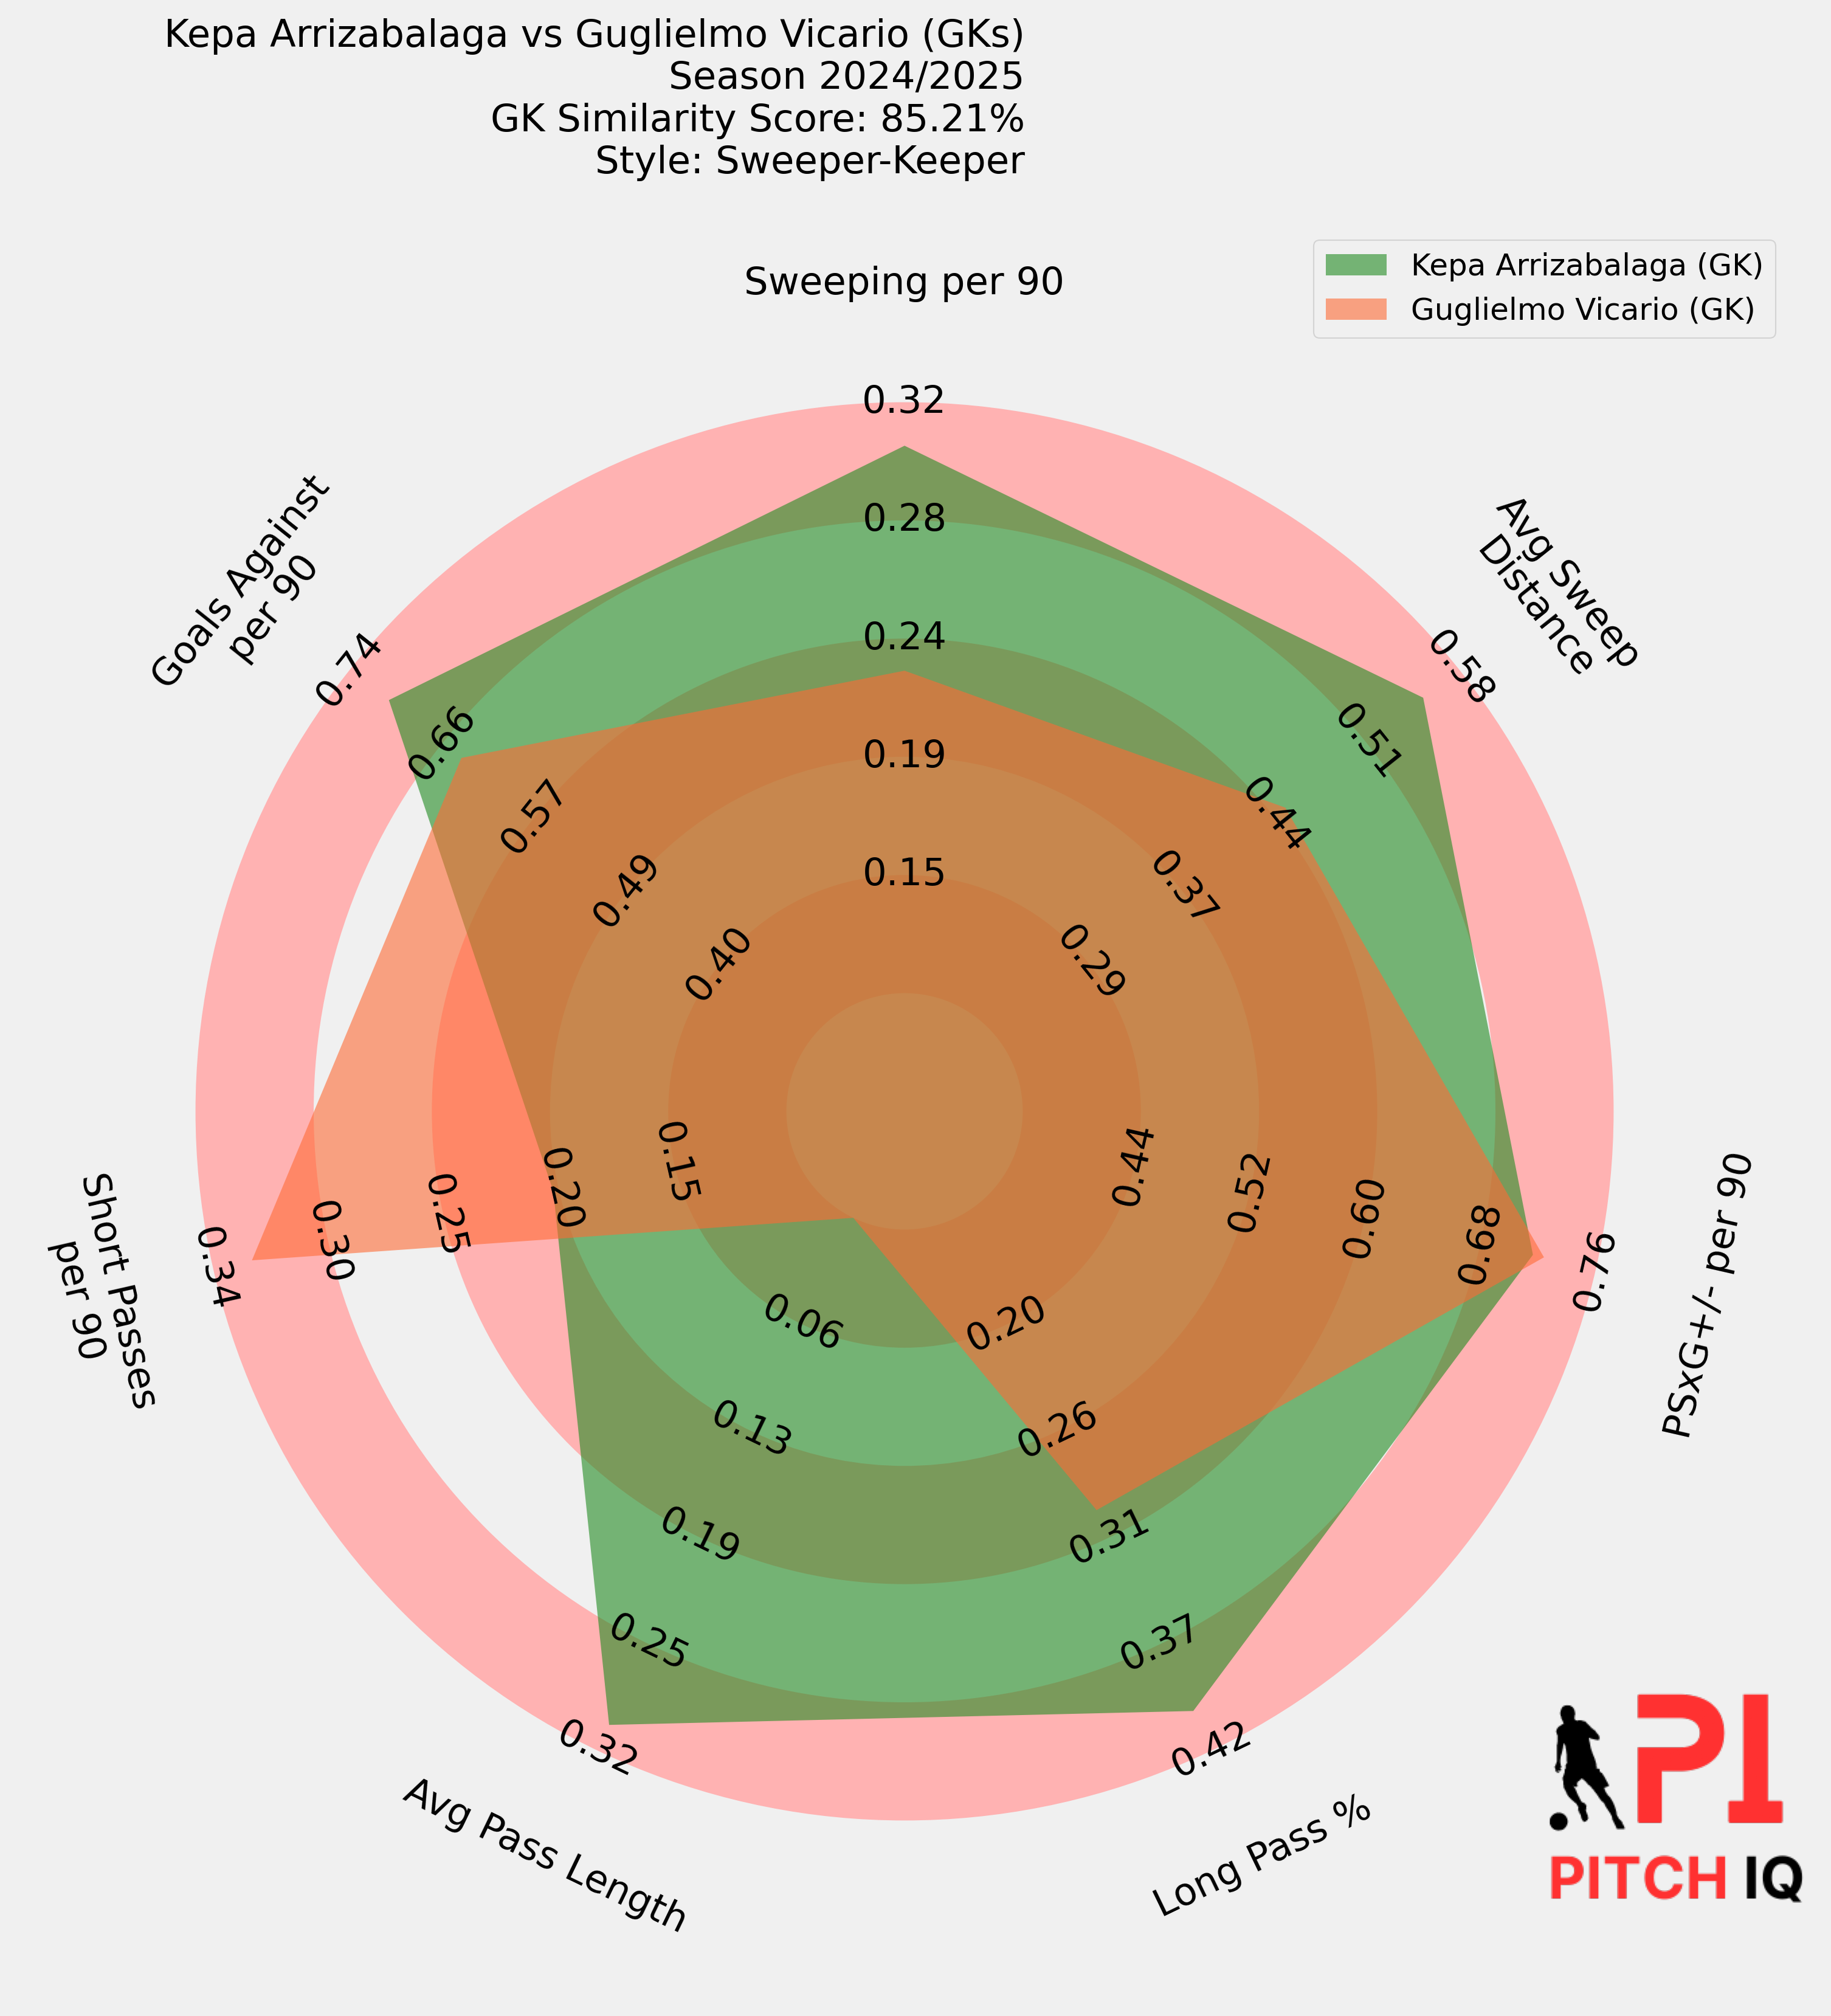 Kepa Arrizabalaga vs Guglielmo Vicario (GKs)
Season 2024/2025
GK Similarity Score: 85.21%
Style: Sweeper-Keeper
Kepa Arrizabalaga (GK)
Guglielmo Vicario (GK)
Sweeping per 90
0.32
0.28
0.24
0.19
0.15
Avg Sweep
Distance
0.58
0.51
0.44
0.37
0.29
PSxG+/- per 90
0.44
0.52
0.60
0.68
0.76
Long Pass %
0.20
0.26
0.31
0.37
0.42
Avg Pass Length
0.06
0.13
0.19
0.25
0.32
Short Passes
per 90
0.15
0.20
0.25
0.30
0.34
Goals Against
per 90
0.74
0.66
0.57
0.49
0.40
PI
PITCH IQ